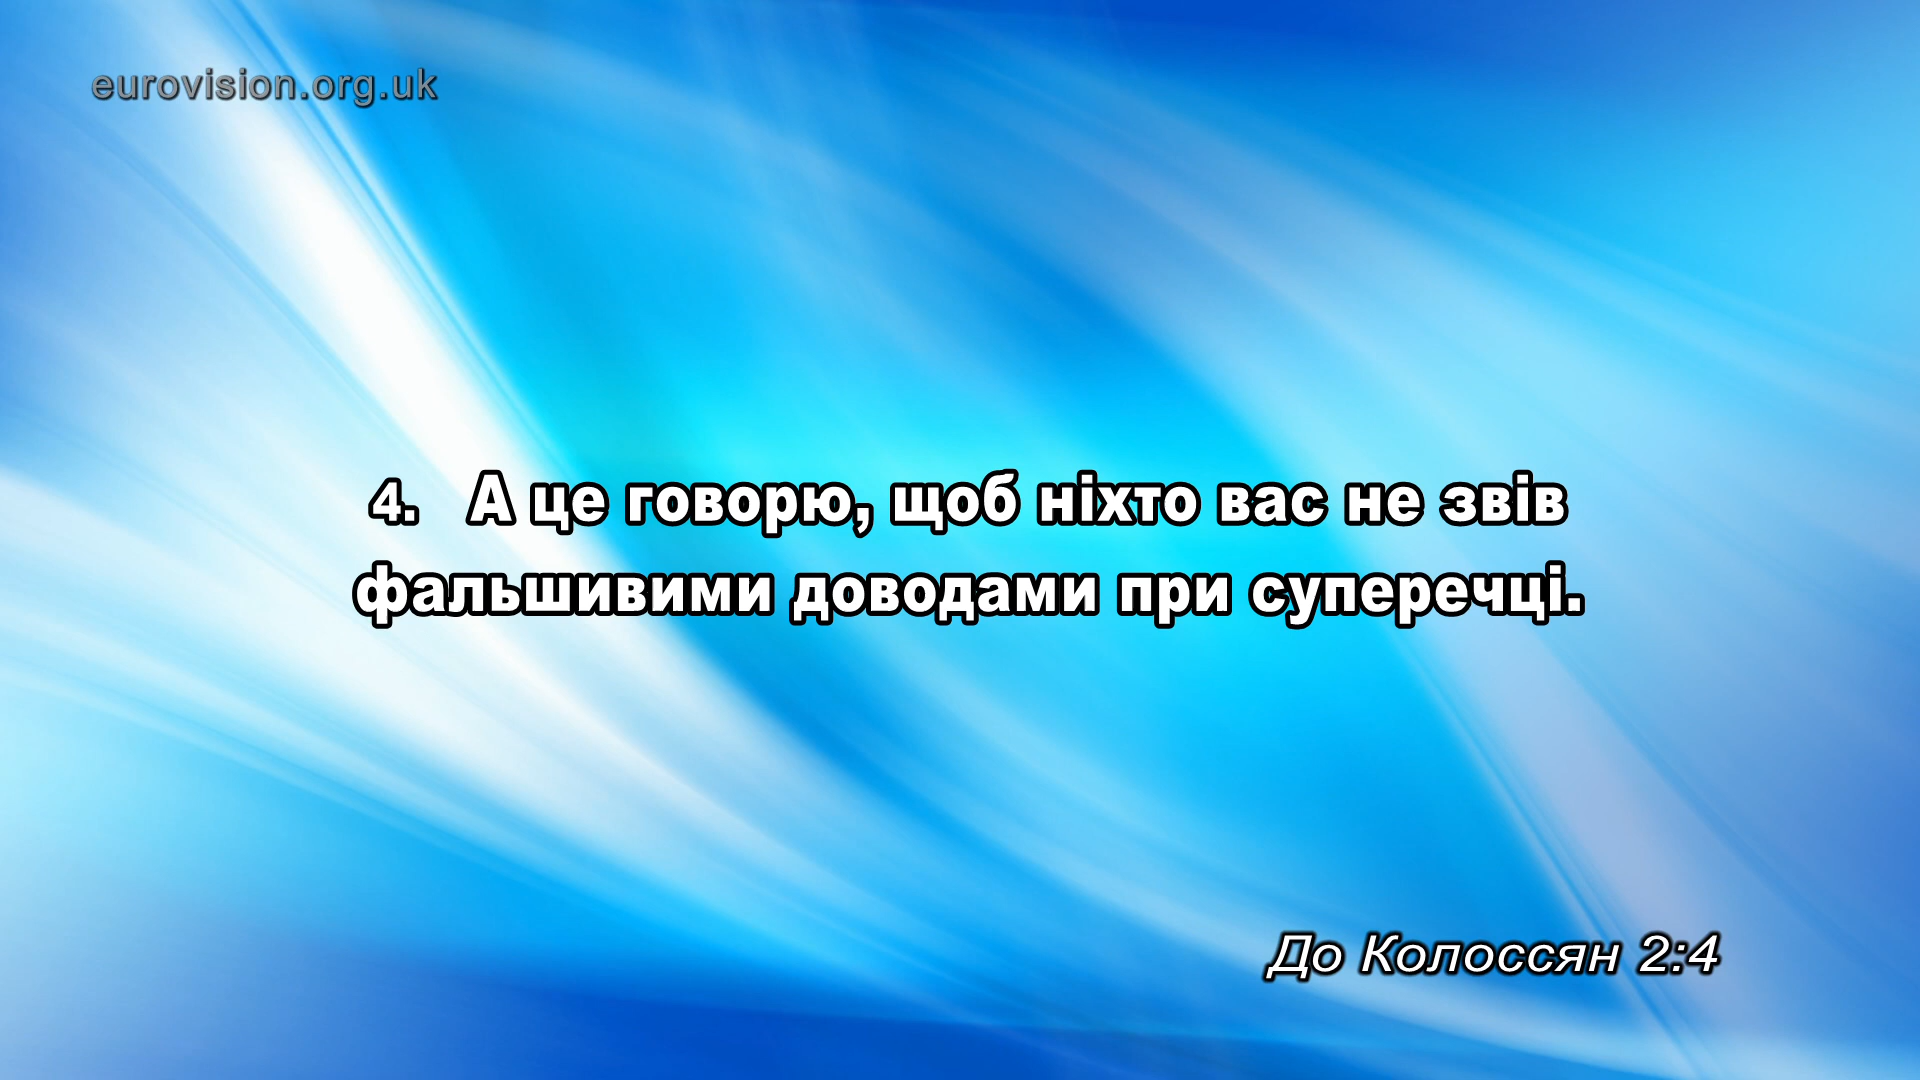 eurovision.org.uk
4. А це говорю, щоб ніхто вас не звів
фальшивими доводами при суперечці.
До Колоссян 2:4